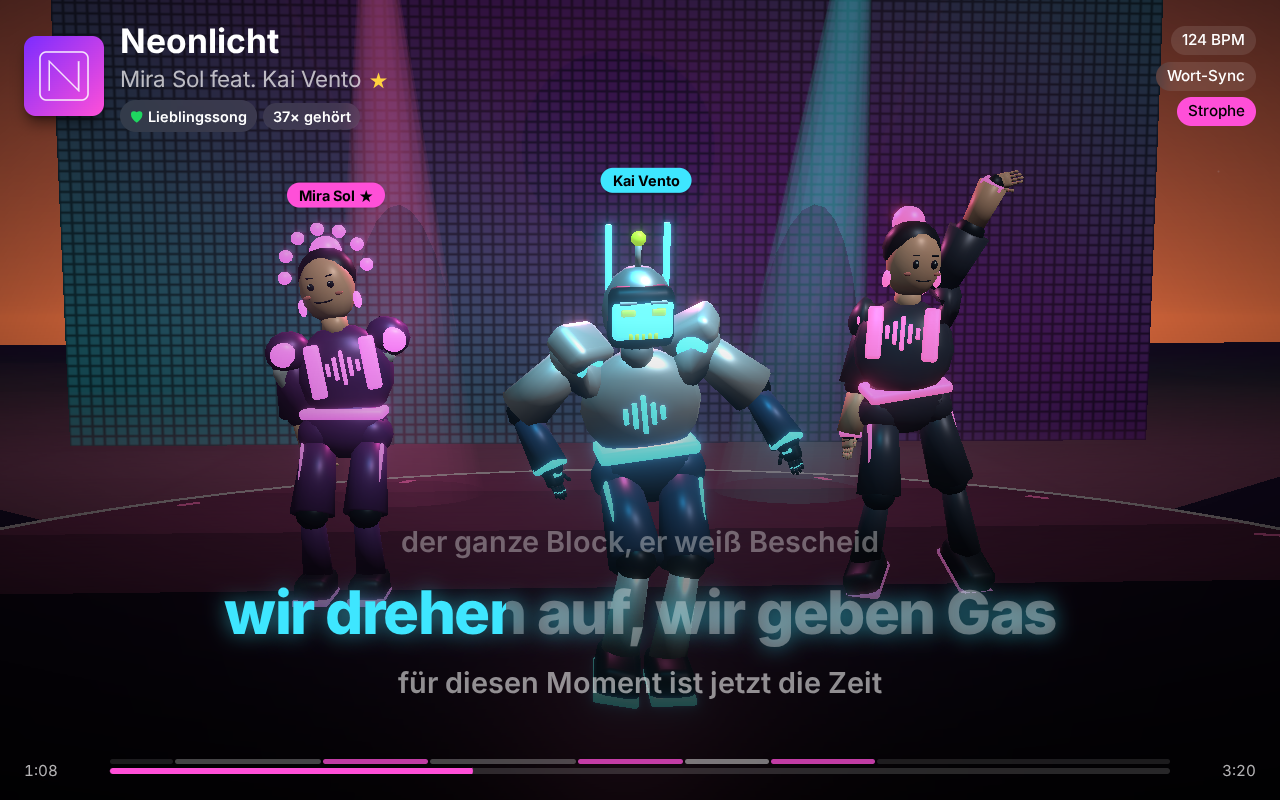 Neonlicht
Mira Sol feat. Kai Vento ★
Lieblingssong
37× gehört
124 BPM
Wort-Sync
Strophe
Mira Sol ★
Kai Vento
der ganze Block, er weiß Bescheid
wir drehen auf, wir geben Gas
für diesen Moment ist jetzt die Zeit
1:08
3:20